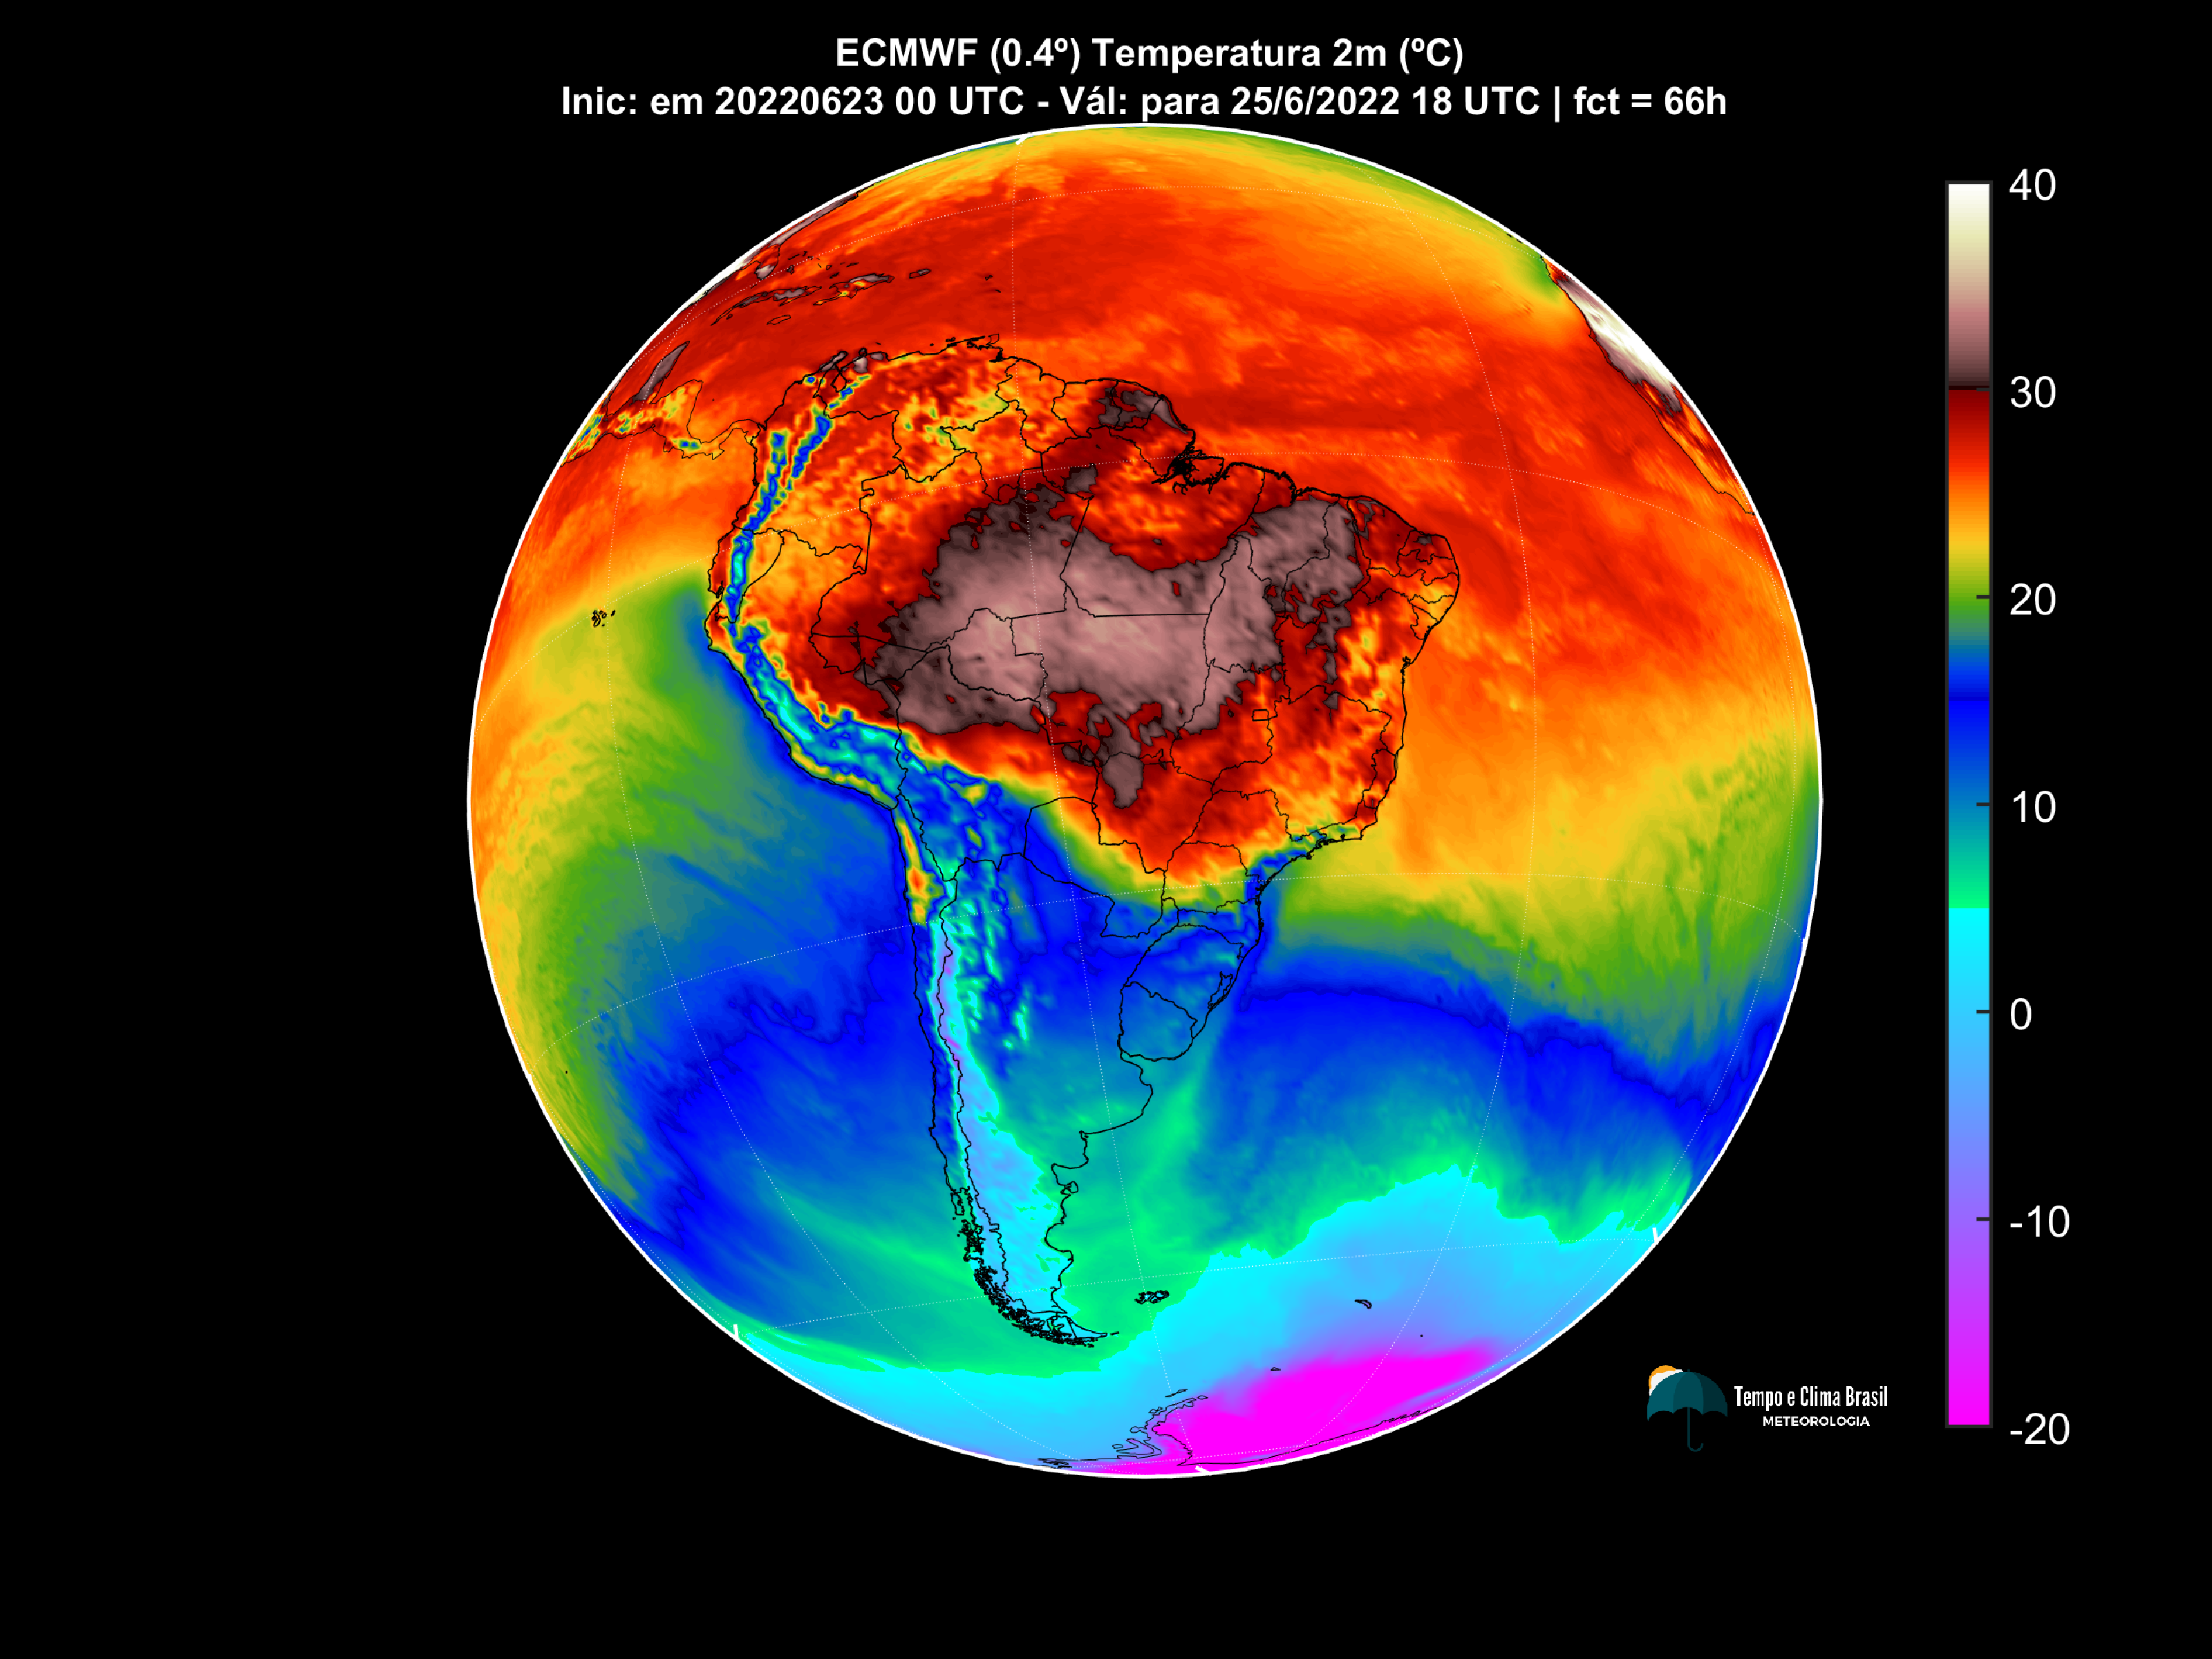 ECMWF (0.4º) Temperatura 2m (ºC)
Inic: em 20220623 00 UTC - Vál: para 25/6/2022 18 UTC | fct = 66h
40
30
20
10
0
-10
-20
Tempo e Clima Brasil
METEOROLOGIA